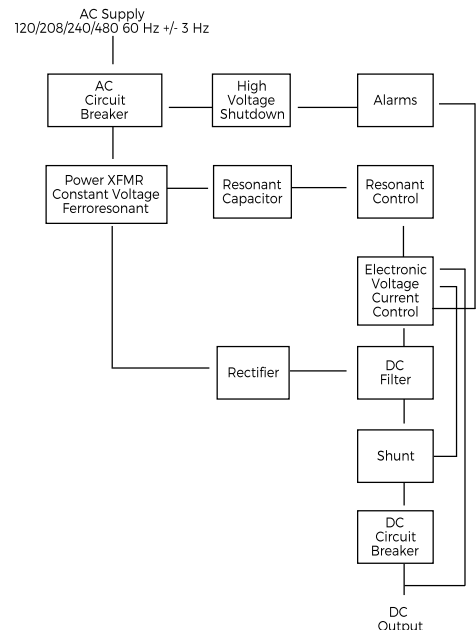 AC Supply
120/208/240/480 60 Hz +/- 3 Hz
AC
Circuit
Breaker
High
Voltage
Shutdown
Alarms
Power XFMR
Constant Voltage
Ferroresonant
Resonant
Capacitor
Resonant
Control
Electronic
Voltage
Current
Control
Rectifier
DC
Filter
Shunt
DC
Circuit
Breaker
DC
Output